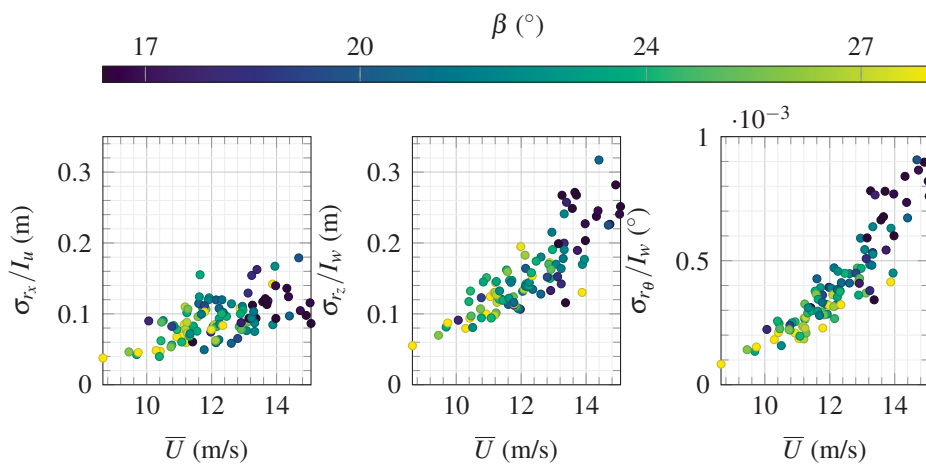 β (°)
17 20 24 27
·10⁻³
0.3 0.3 1
0.2 0.2 0.5
0.1 0.1
0 0 0
σ_{r_x}/I_u (m) σ_{r_z}/I_w (m) σ_{r_θ}/I_w (°)
10 12 14 10 12 14 10 12 14
U̅ (m/s) U̅ (m/s) U̅ (m/s)